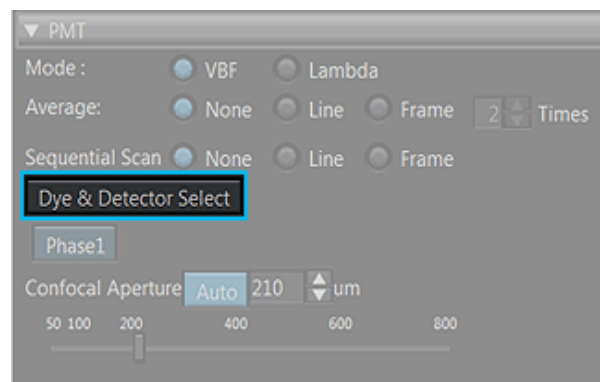 PMT
Mode : VBF Lambda
Average: None Line Frame 2 Times
Sequential Scan None Line Frame
Dye & Detector Select
Phase1
Confocal Aperture Auto 210 um
50 100 200 400 600 800